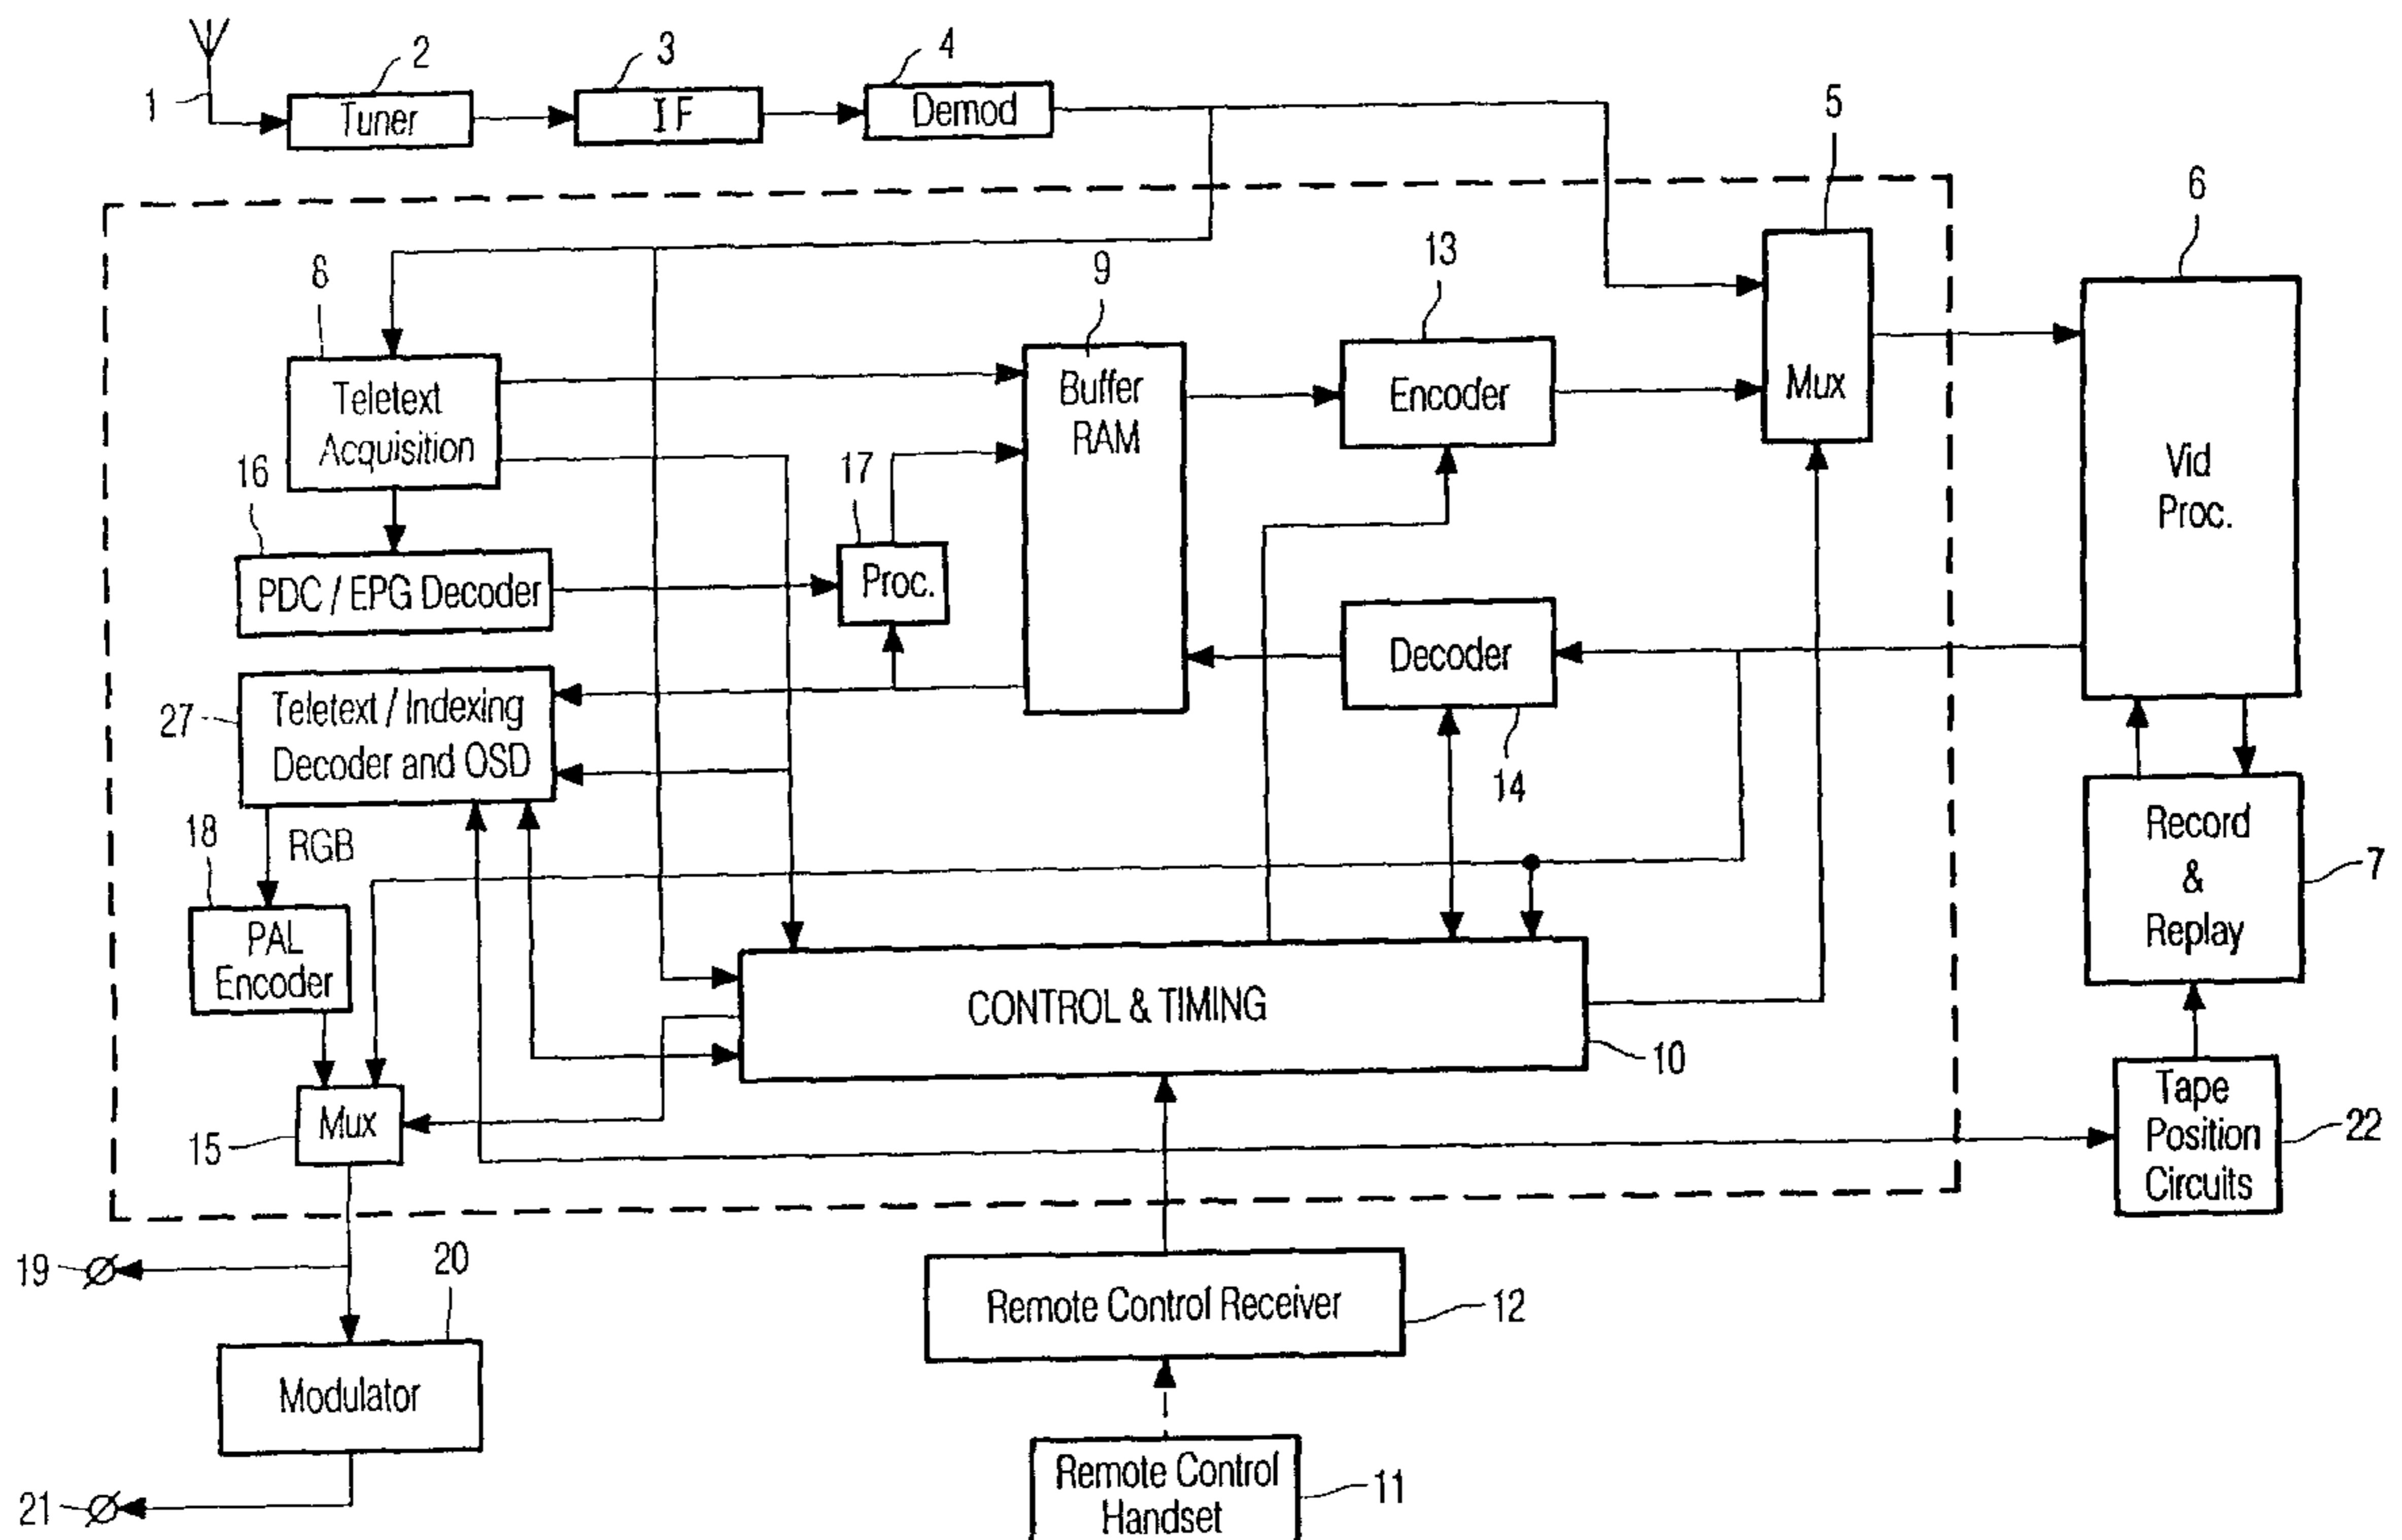 1
2
Tuner
3
IF
4
Demod
5
Mux
6
Vid
Proc.
8
Teletext
Acquisition
9
Buffer
RAM
13
Encoder
16
PDC / EPG Decoder
17
Proc.
Decoder
14
27
Teletext / Indexing
Decoder and OSD
RGB
18
PAL
Encoder
Record
&
Replay
7
CONTROL & TIMING
10
Mux
15
Tape
Position
Circuits
22
19
20
Modulator
21
Remote Control Receiver
12
Remote Control
Handset
11